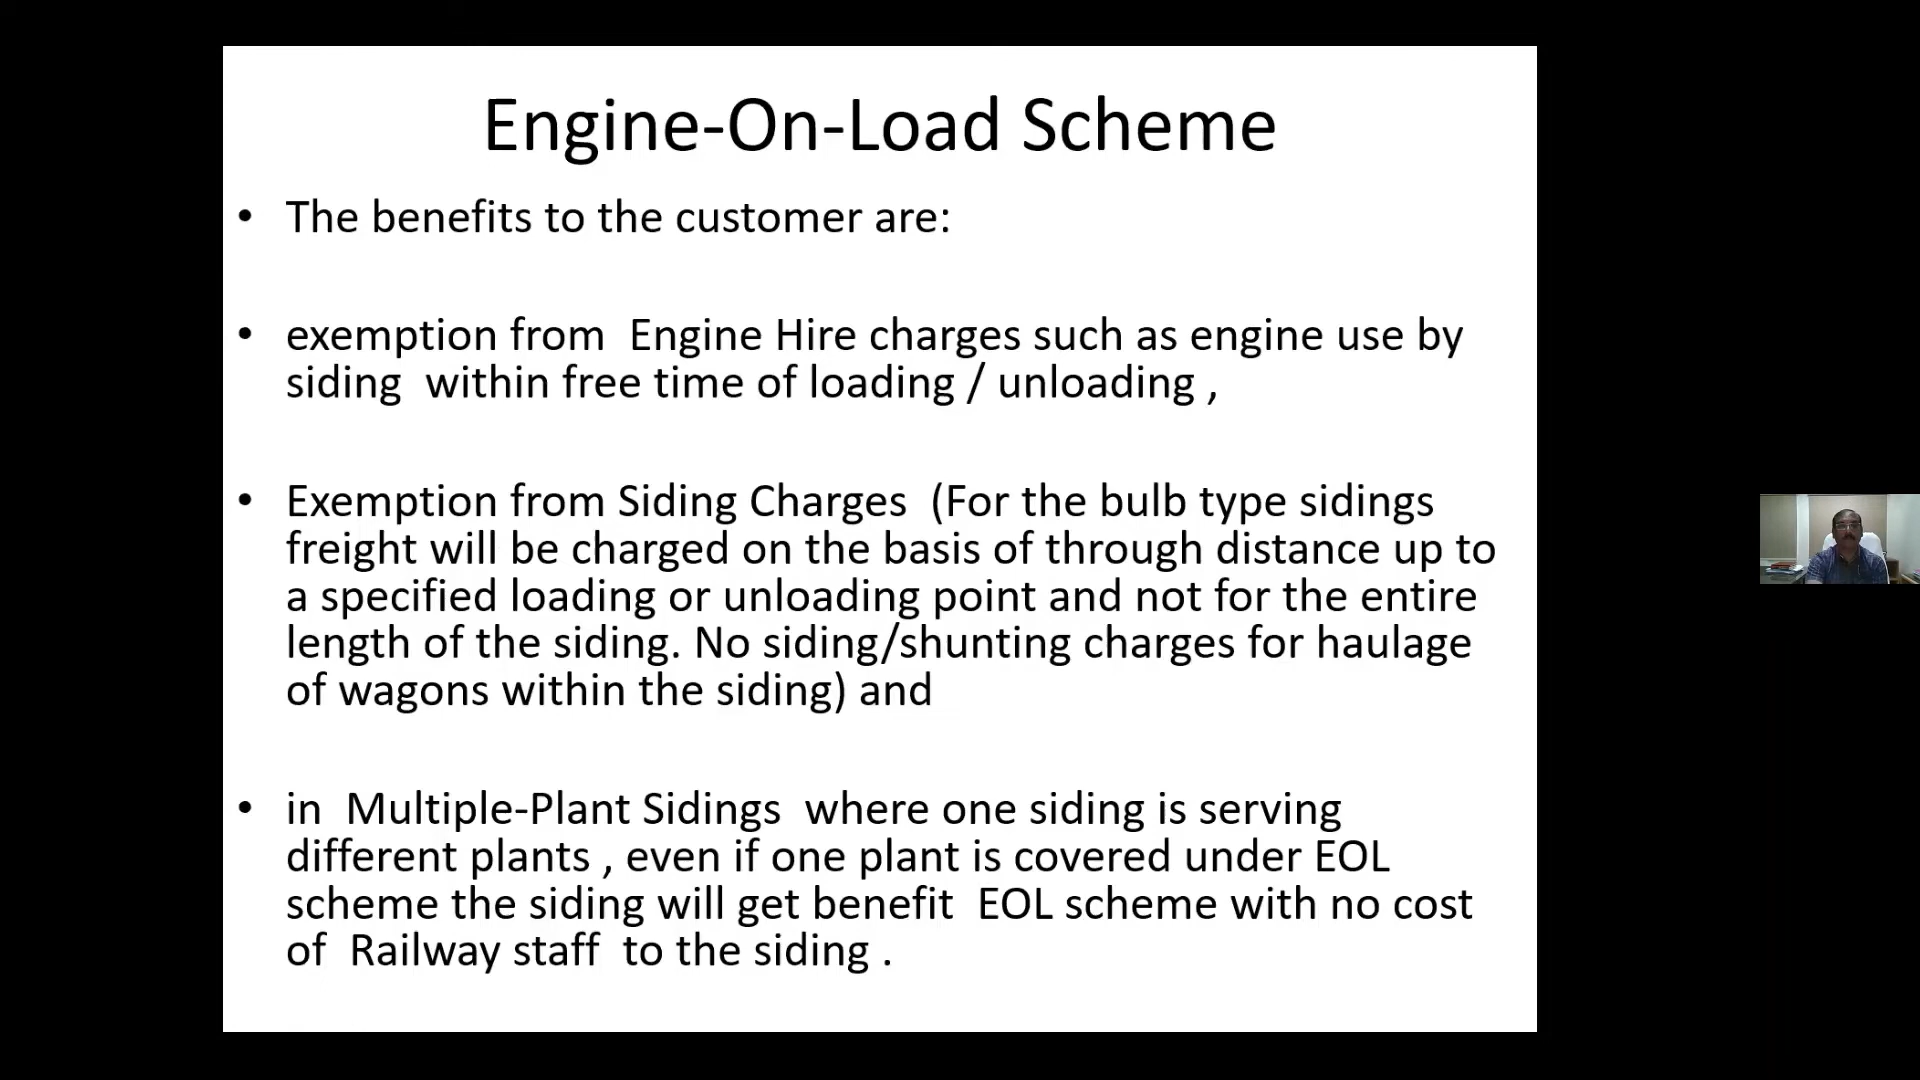 Engine-On-Load Scheme
• The benefits to the customer are:
• exemption from  Engine Hire charges such as engine use by
siding  within free time of loading / unloading ,
• Exemption from Siding Charges  (For the bulb type sidings
freight will be charged on the basis of through distance up to
a specified loading or unloading point and not for the entire
length of the siding. No siding/shunting charges for haulage
of wagons within the siding) and
• in  Multiple-Plant Sidings  where one siding is serving
different plants , even if one plant is covered under EOL
scheme the siding will get benefit  EOL scheme with no cost
of  Railway staff  to the siding .